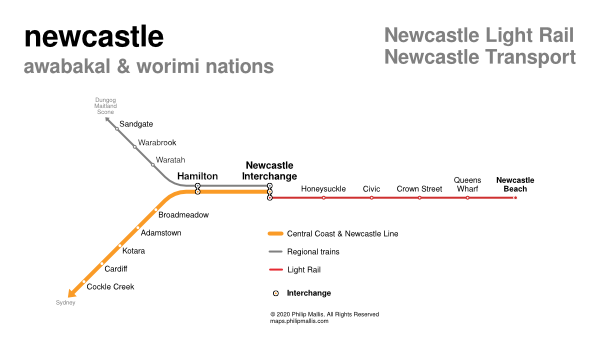 newcastle
awabakal & worimi nations
Newcastle Light Rail
Newcastle Transport
Dungog
Maitland
Scone
Sandgate
Warabrook
Waratah
Hamilton
Newcastle
Interchange
Honeysuckle
Civic
Crown Street
Queens
Wharf
Newcastle
Beach
Broadmeadow
Adamstown
Kotara
Cardiff
Cockle Creek
Sydney
Central Coast & Newcastle Line
Regional trains
Light Rail
Interchange
© 2020 Philip Mallis, All Rights Reserved
maps.philipmallis.com